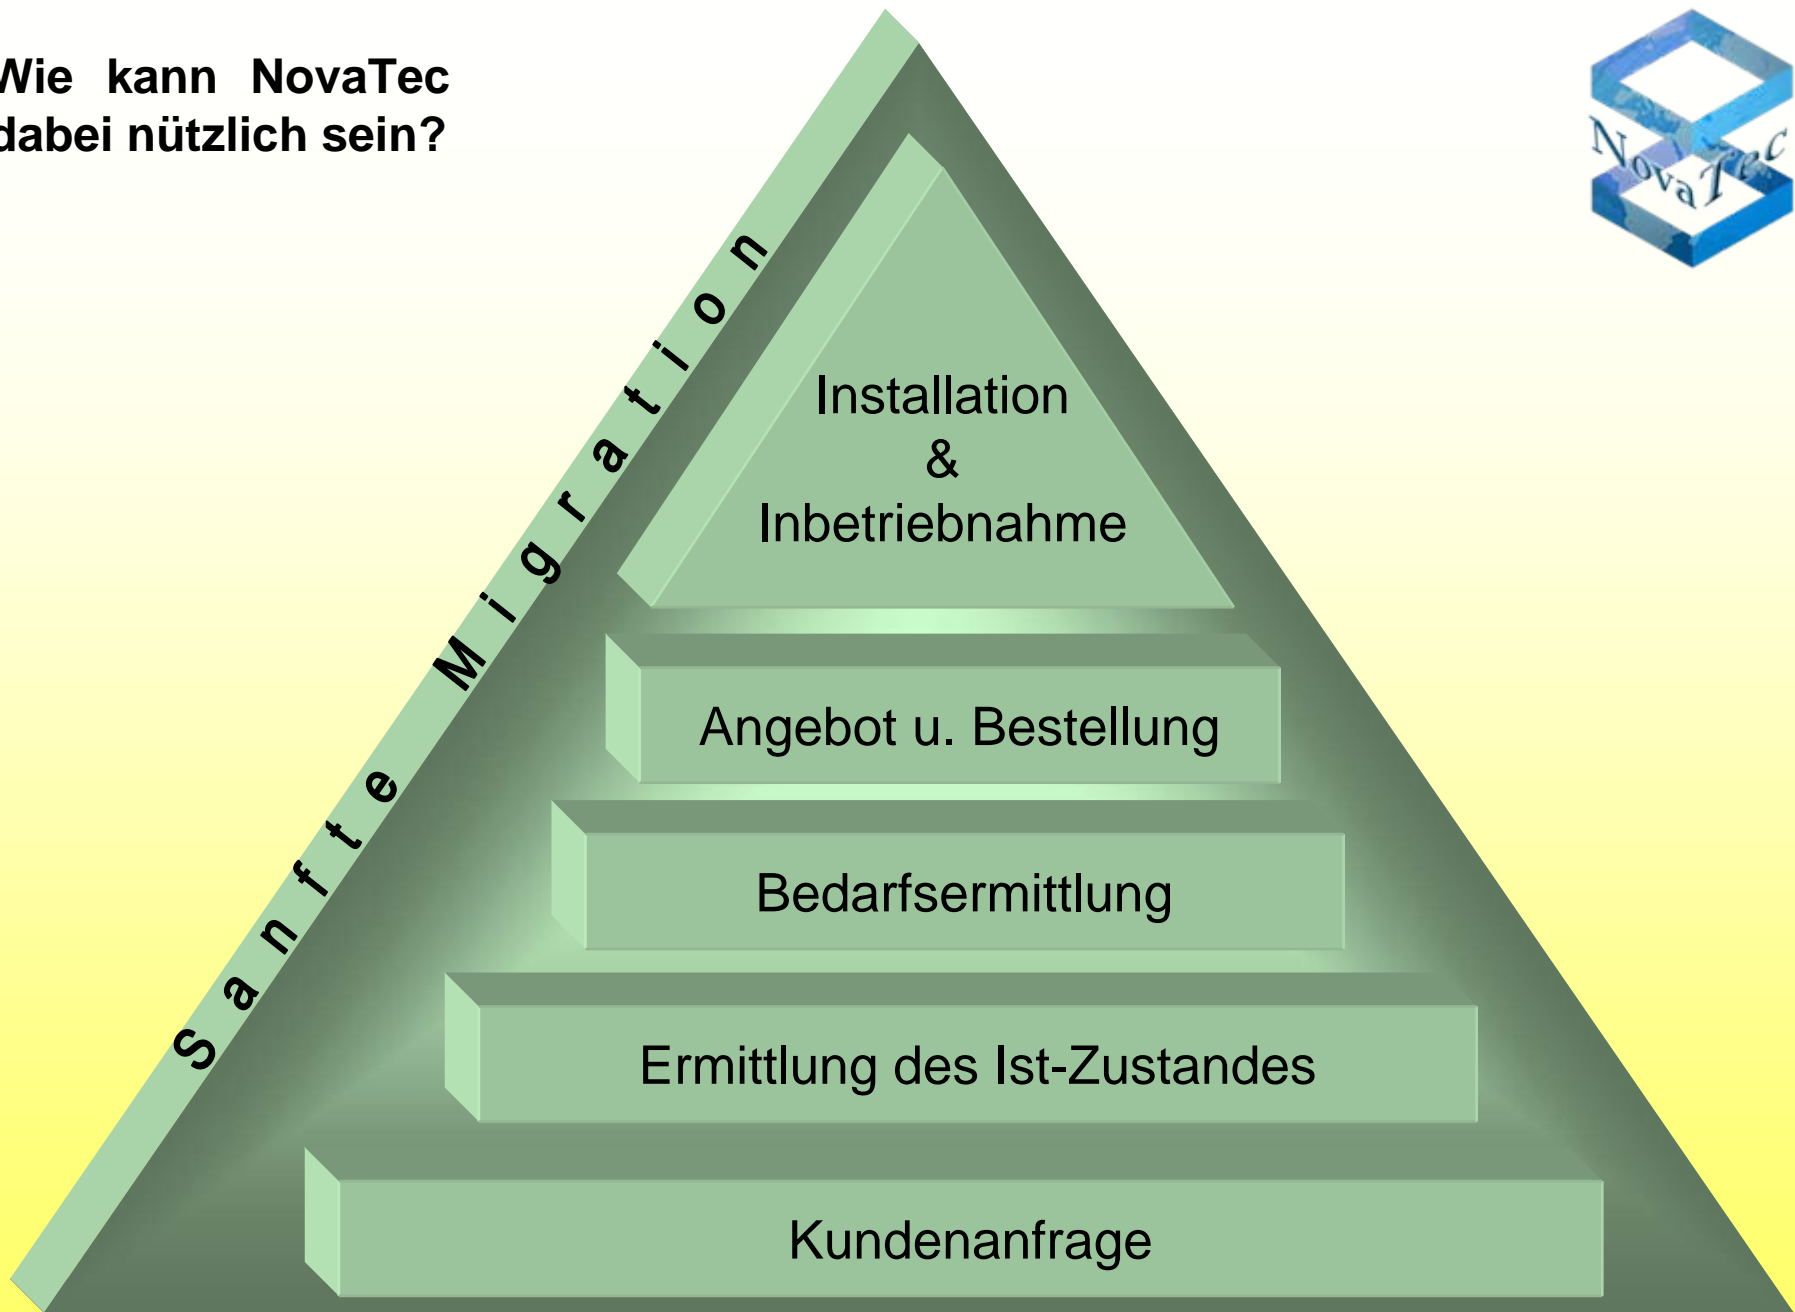 Wie kann NovaTec
dabei nützlich sein?
NovaTec
Sanfte Migration
Installation
&
Inbetriebnahme
Angebot u. Bestellung
Bedarfsermittlung
Ermittlung des Ist-Zustandes
Kundenanfrage